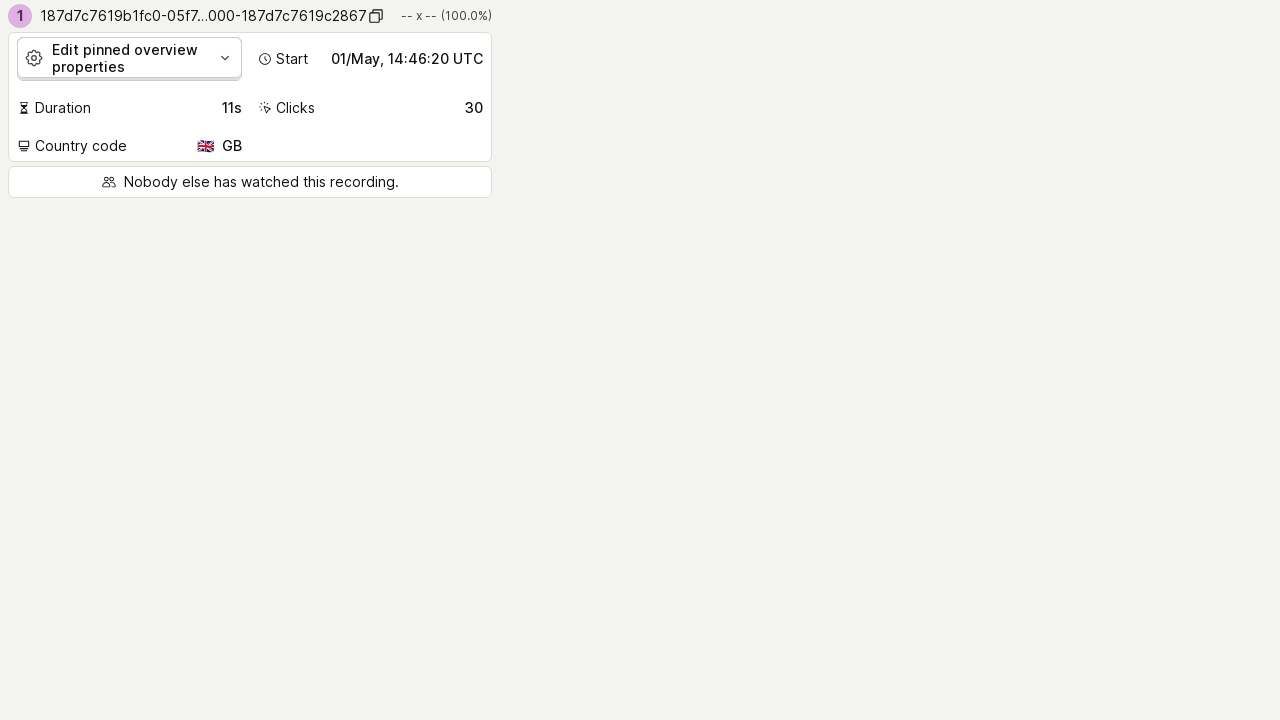 1 187d7c7619b1fc0-05f7...000-187d7c7619c2867 -- x -- (100.0%)
Edit pinned overview
properties
Start 01/May, 14:46:20 UTC
Duration 11s
Clicks 30
Country code 🇬🇧 GB
Nobody else has watched this recording.